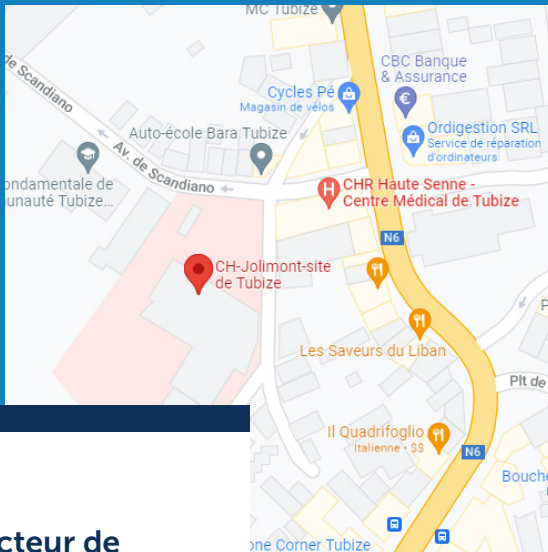 MC Tubize
de Scandiano
CBC Banque
& Assurance
Cycles Pé
Magasin de vélos
Auto-école Bara Tubize
Ordigestion SRL
Service de réparation
d'ordinateurs
Av. de Scandiano
ondamentale de
unauté Tubize...
CHR Haute Senne -
Centre Médical de Tubize
N6
CH-Jolimont-site
de Tubize
Les Saveurs du Liban
Plt de
Il Quadrifoglio
Italienne • $$
N6
Bouche
cteur de
one Corner Tubize